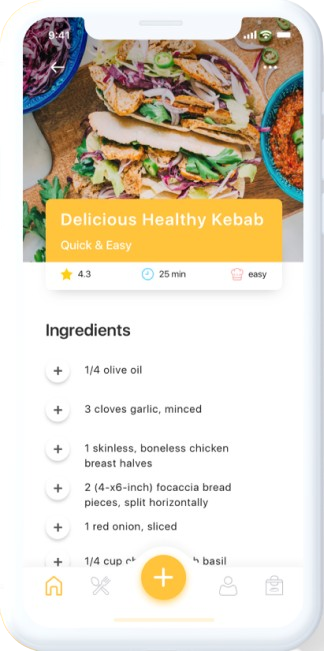 9:41
Delicious Healthy Kebab
Quick & Easy
4.3
25 min
easy
Ingredients
1/4 olive oil
3 cloves garlic, minced
1 skinless, boneless chicken
breast halves
2 (4-x6-inch) focaccia bread
pieces, split horizontally
1 red onion, sliced
1/4 cup basil